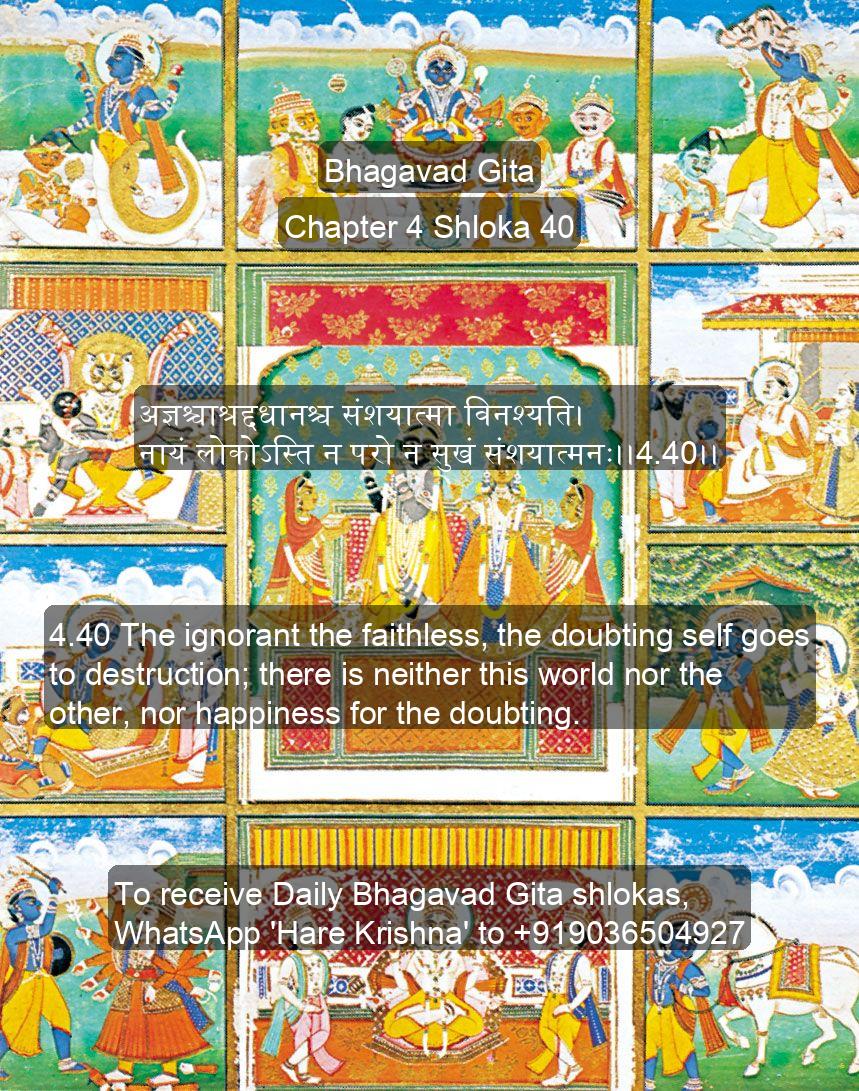 Bhagavad Gita
Chapter 4 Shloka 40
अज्ञश्चाश्रद्दधानश्च संशयात्मा विनश्यति।
नायं लोकोऽस्ति न परो न सुखं संशयात्मनः।।4.40।।
4.40 The ignorant the faithless, the doubting self goes
to destruction; there is neither this world nor the
other, nor happiness for the doubting.
To receive Daily Bhagavad Gita shlokas,
WhatsApp 'Hare Krishna' to +919036504927